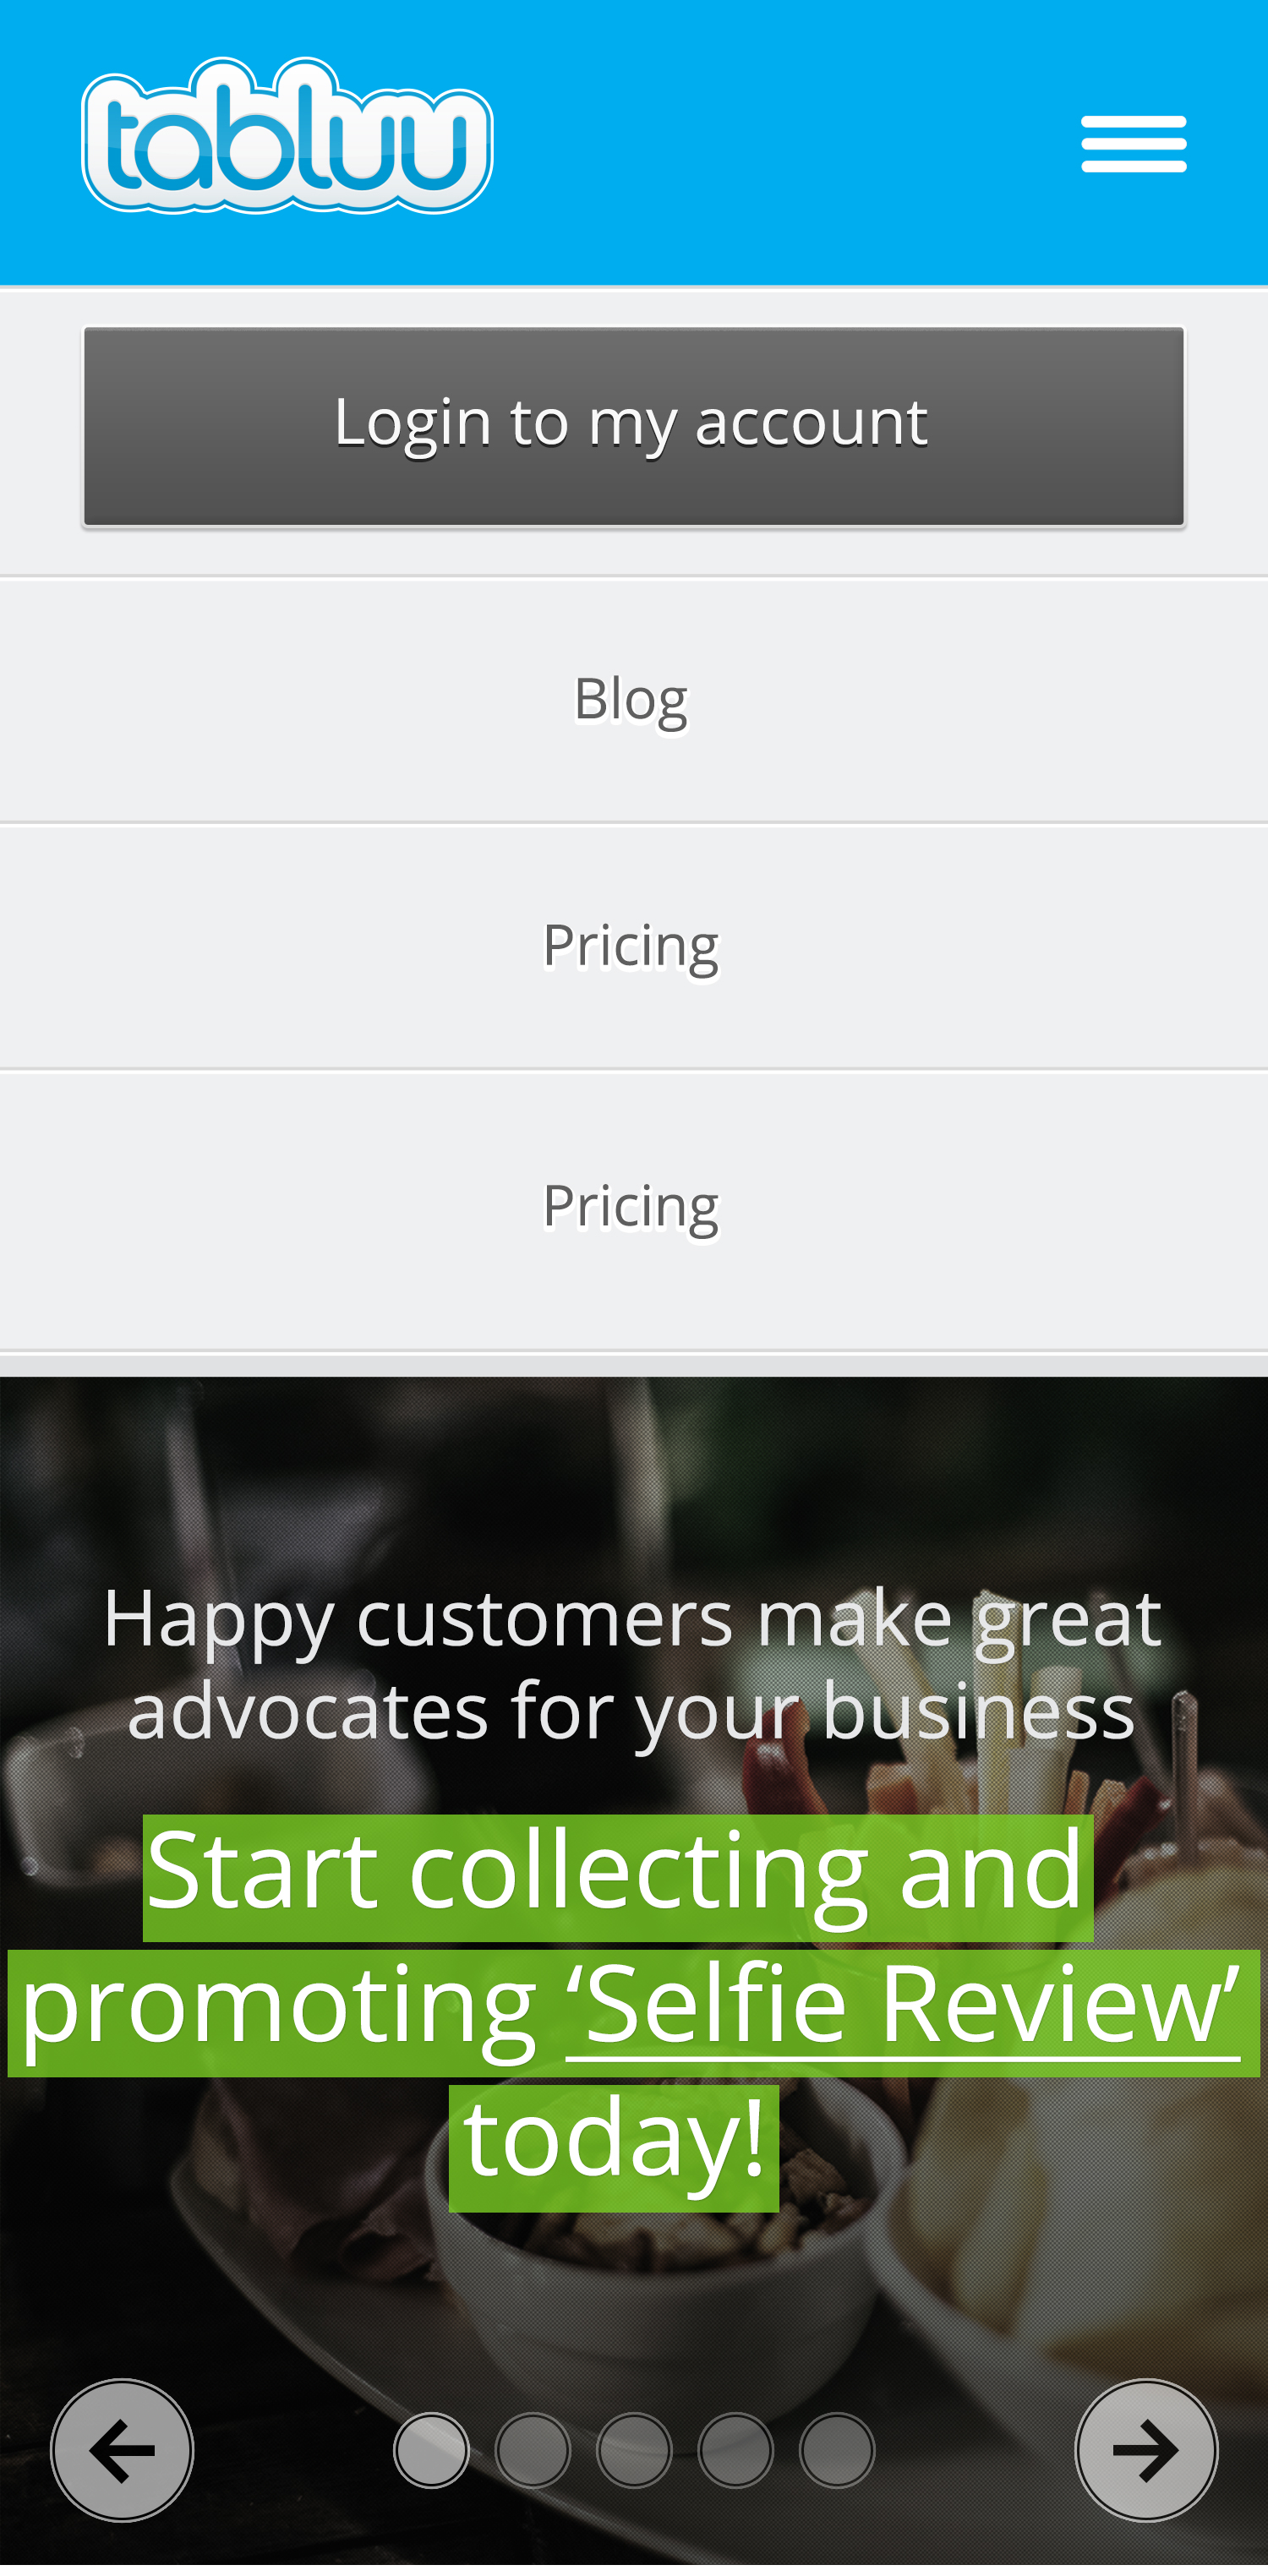 tabluu
Login to my account
Blog
Pricing
Pricing
Happy customers make great
advocates for your business
Start collecting and
promoting ‘Selfie Review’
today!